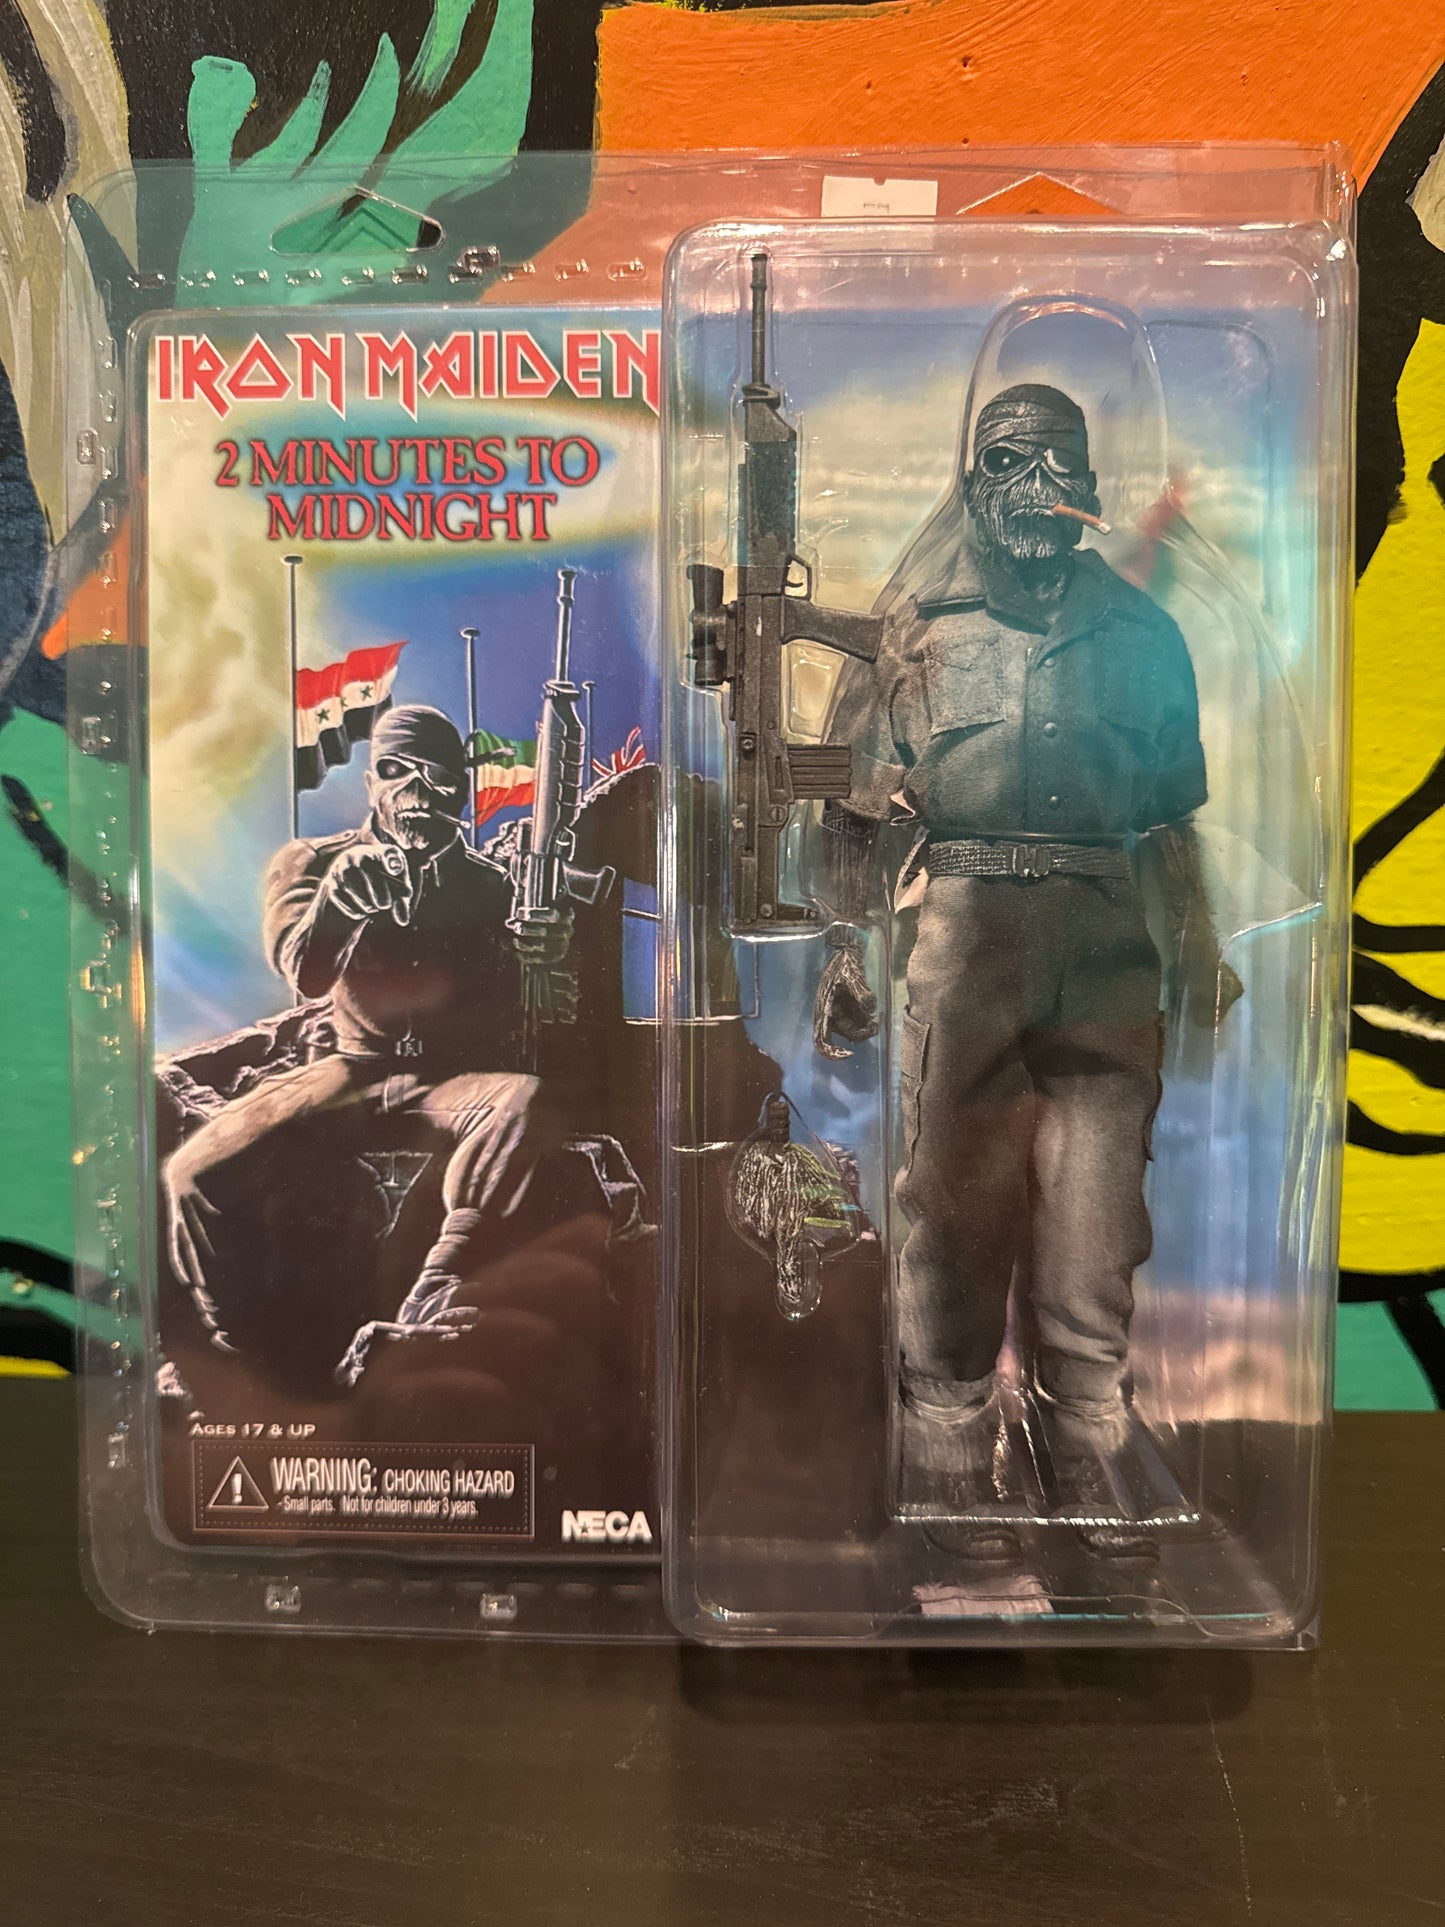 IRON MAIDEN
2 MINUTES TO
MIDNIGHT
AGES 17 & UP
WARNING: CHOKING HAZARD
-Small parts. Not for children under 3 years.
NECA